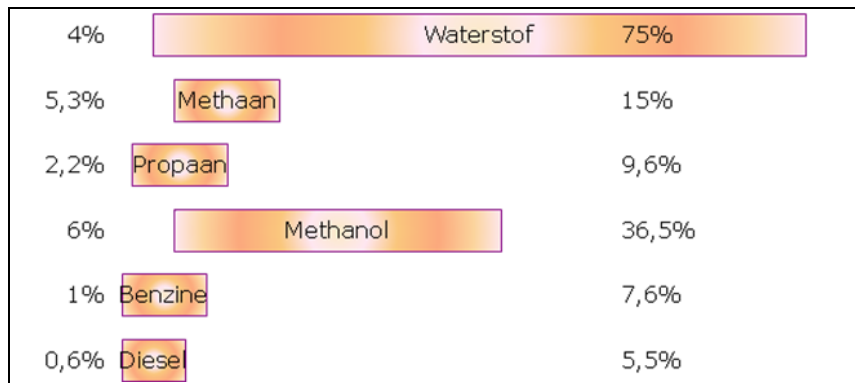 4% Waterstof 75%
5,3% Methaan 15%
2,2% Propaan 9,6%
6% Methanol 36,5%
1% Benzine 7,6%
0,6% Diesel 5,5%